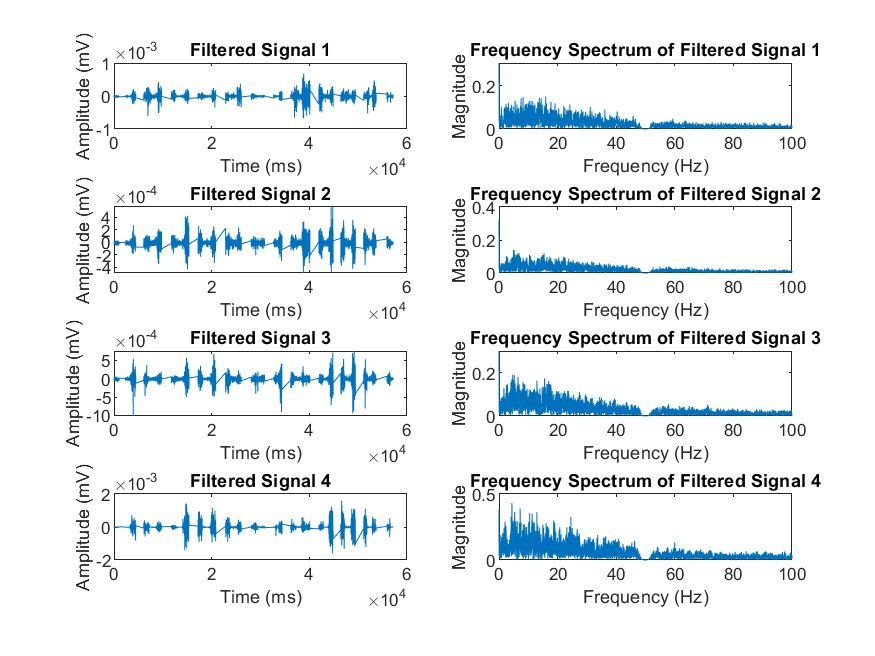 Filtered Signal 1
×10-3
Amplitude (mV)
1
0
-1
0 2 4 6
Time (ms)
×104
Frequency Spectrum of Filtered Signal 1
Magnitude
0.2
0
0 20 40 60 80 100
Frequency (Hz)
Filtered Signal 2
×10-4
Amplitude (mV)
4
2
0
-2
-4
0 2 4 6
Time (ms)
×104
Frequency Spectrum of Filtered Signal 2
Magnitude
0.4
0.2
0
0 20 40 60 80 100
Frequency (Hz)
Filtered Signal 3
×10-4
Amplitude (mV)
5
0
-5
-10
0 2 4 6
Time (ms)
×104
Frequency Spectrum of Filtered Signal 3
Magnitude
0.2
0
0 20 40 60 80 100
Frequency (Hz)
Filtered Signal 4
×10-3
Amplitude (mV)
2
0
-2
0 2 4 6
Time (ms)
×104
Frequency Spectrum of Filtered Signal 4
Magnitude
0.5
0
0 20 40 60 80 100
Frequency (Hz)